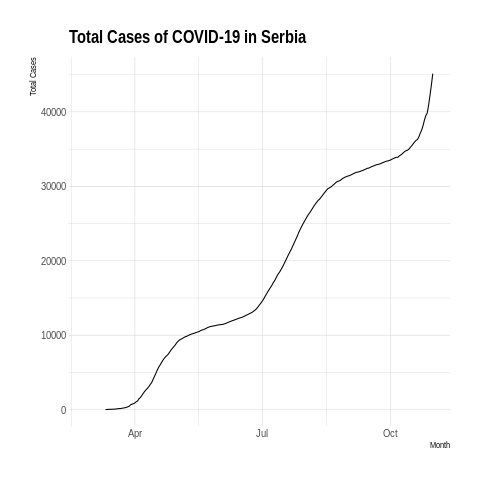 Total Cases of COVID-19 in Serbia
Total Cases
40000
30000
20000
10000
0
Apr
Jul
Oct
Month